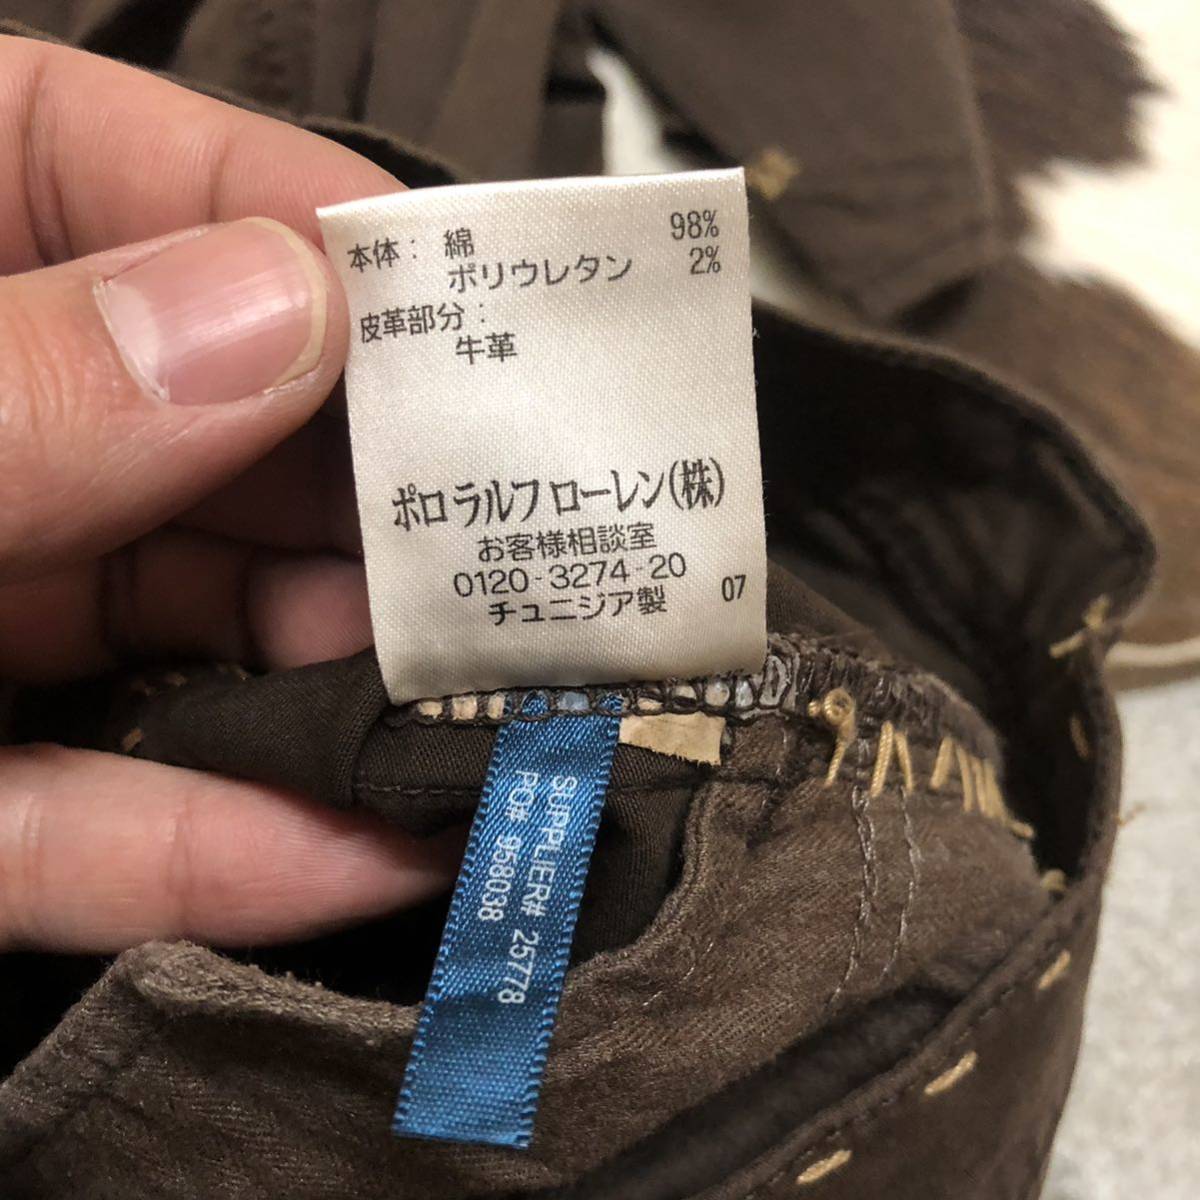 本体： 綿 98%
ポリウレタン 2%
皮革部分：
牛革
ポロ ラルフ ローレン(株)
お客様相談室
0120-3274-20
チュニジア製 07
SUPPLIER# 25778
PO# 958038